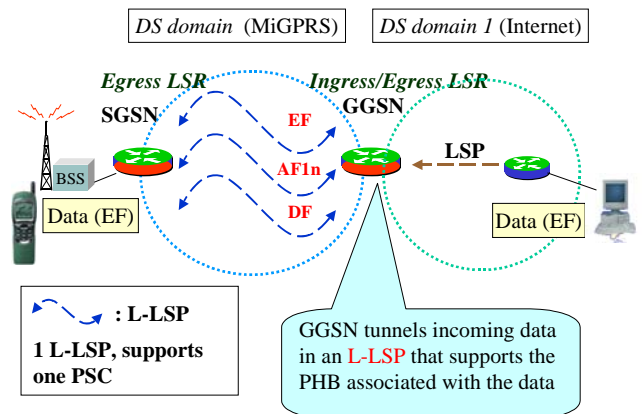 DS domain (MiGPRS)
DS domain 1 (Internet)
Egress LSR
Ingress/Egress LSR
SGSN
GGSN
EF
AF1n
DF
LSP
BSS
Data (EF)
Data (EF)
: L-LSP
1 L-LSP, supports
one PSC
GGSN tunnels incoming data
in an L-LSP that supports the
PHB associated with the data